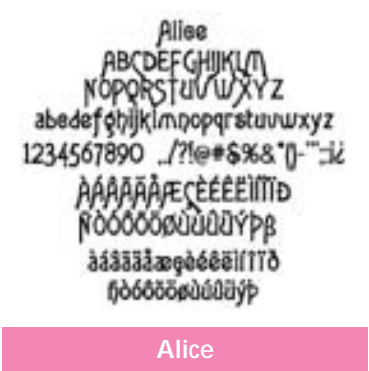 Alice
ABCDEFGHIJKLM
NOPQRSTUVWXYZ
abcdefghijklmnopqrstuvwxyz
1234567890 ../?!@#$%&*()-
ÀÁÂÃÄÅÆÇÈÉÊËÌÍÎÏÐ
ÑÒÓÔÕÖØÙÚÛÜÝÞß
àáâãäåæçèéêëìíîïð
ñòóôõöøùúûüýþ
Alice